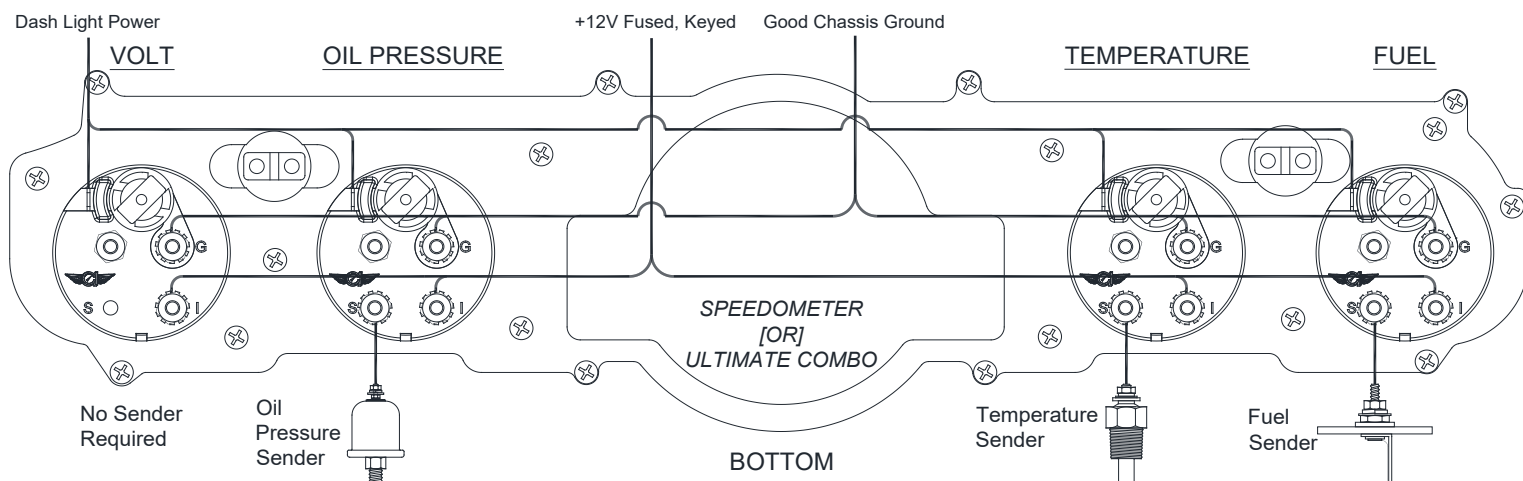 Dash Light Power
+12V Fused, Keyed
Good Chassis Ground
VOLT
OIL PRESSURE
TEMPERATURE
FUEL
G
G
G
G
S
I
S
I
S
I
S
I
SPEEDOMETER
[OR]
ULTIMATE COMBO
No Sender
Required
Oil
Pressure
Sender
Temperature
Sender
Fuel
Sender
BOTTOM